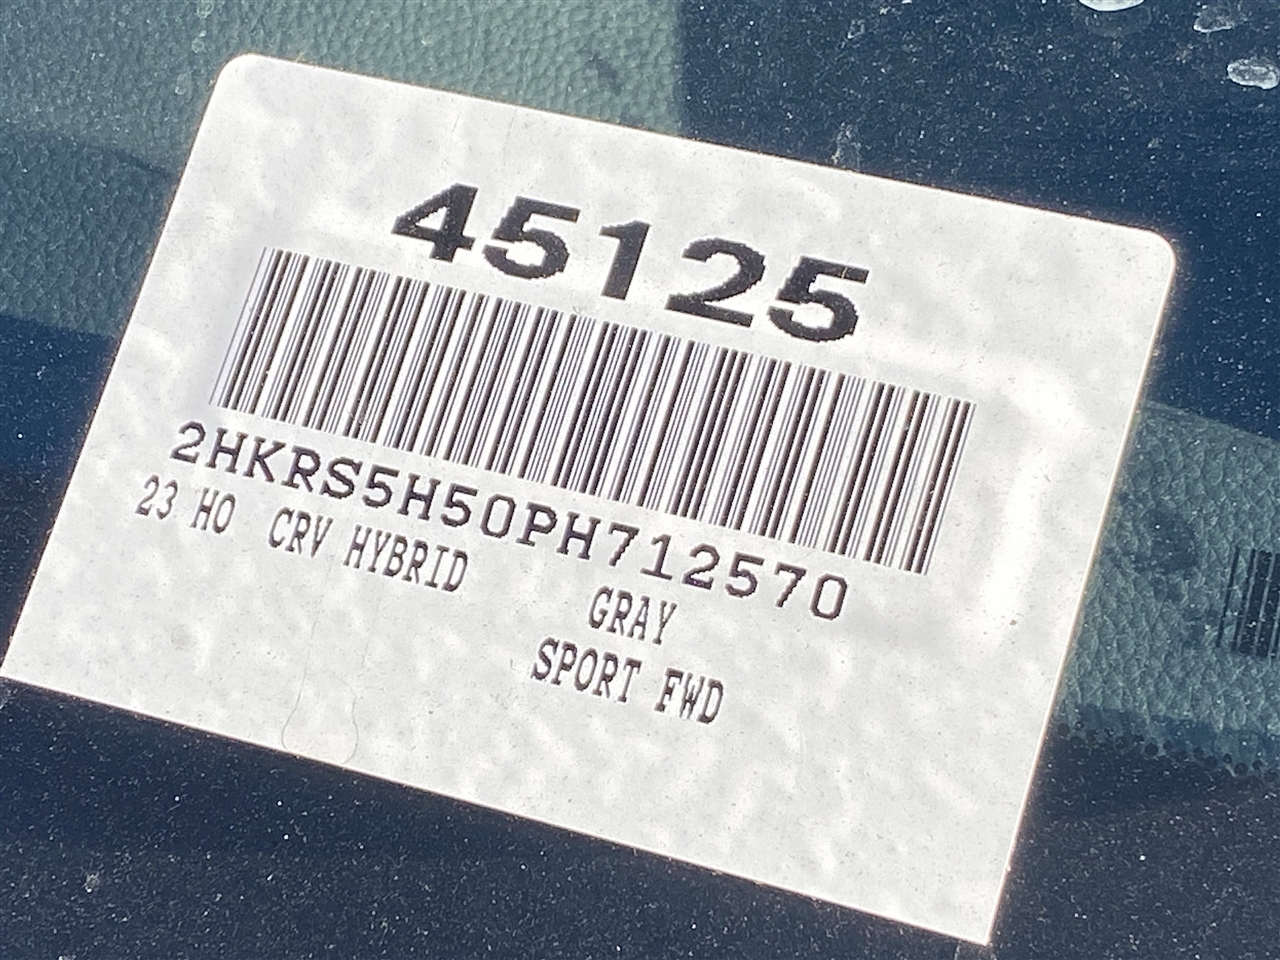 45125
2HKRS5H50PH712570
23 HO CRV HYBRID
GRAY
SPORT FWD